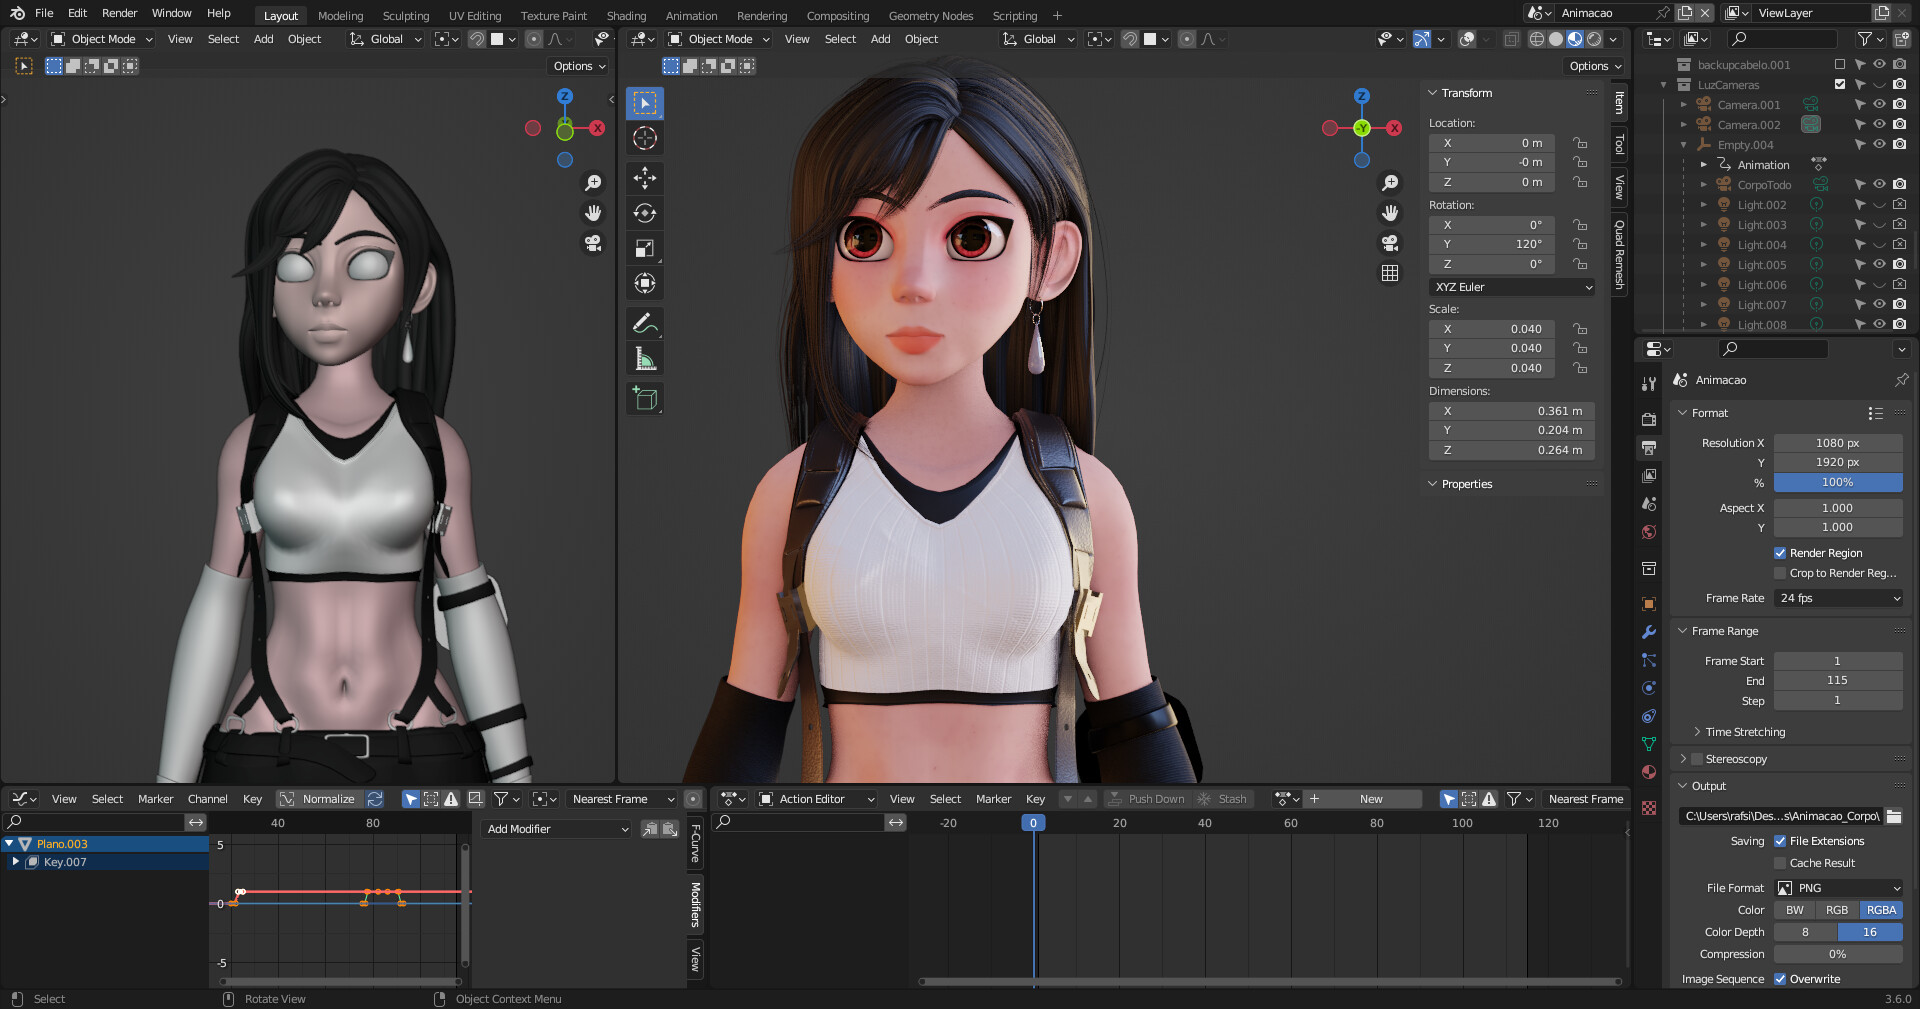 File Edit Render Window Help Layout Modeling Sculpting UV Editing Texture Paint Shading Animation Rendering Compositing Geometry Nodes Scripting + Animacao ViewLayer
Object Mode View Select Add Object Global
Options
Object Mode View Select Add Object Global
Options
Z
X
Z
-Y
X
Transform
Location:
X 0 m
Y -0 m
Z 0 m
Rotation:
X 0°
Y 120°
Z 0°
XYZ Euler
Scale:
X 0.040
Y 0.040
Z 0.040
Dimensions:
X 0.361 m
Y 0.204 m
Z 0.264 m
Properties
Item
Tool
View
Quad Remesh
backupcabelo.001
LuzCameras
Camera.001
Camera.002
Empty.004
Animation
CorpoTodo
Light.002
Light.003
Light.004
Light.005
Light.006
Light.007
Light.008
Animacao
Format
Resolution X 1080 px
Y 1920 px
% 100%
Aspect X 1.000
Y 1.000
Render Region
Crop to Render Reg...
Frame Rate 24 fps
Frame Range
Frame Start 1
End 115
Step 1
Time Stretching
Stereoscopy
Output
C:\Users\rafsi\Des...s\Animacao_Corpo\
Saving File Extensions
Cache Result
File Format PNG
Color BW RGB RGBA
Color Depth 8 16
Compression 0%
Image Sequence Overwrite
View Select Marker Channel Key Normalize Nearest Frame
40 80
Plano.003
Key.007
5
0
-5
Add Modifier
F-Curve
Modifiers
View
Action Editor View Select Marker Key Push Down Stash + New Nearest Frame
-20 0 20 40 60 80 100 120
Select Rotate View Object Context Menu 3.6.0